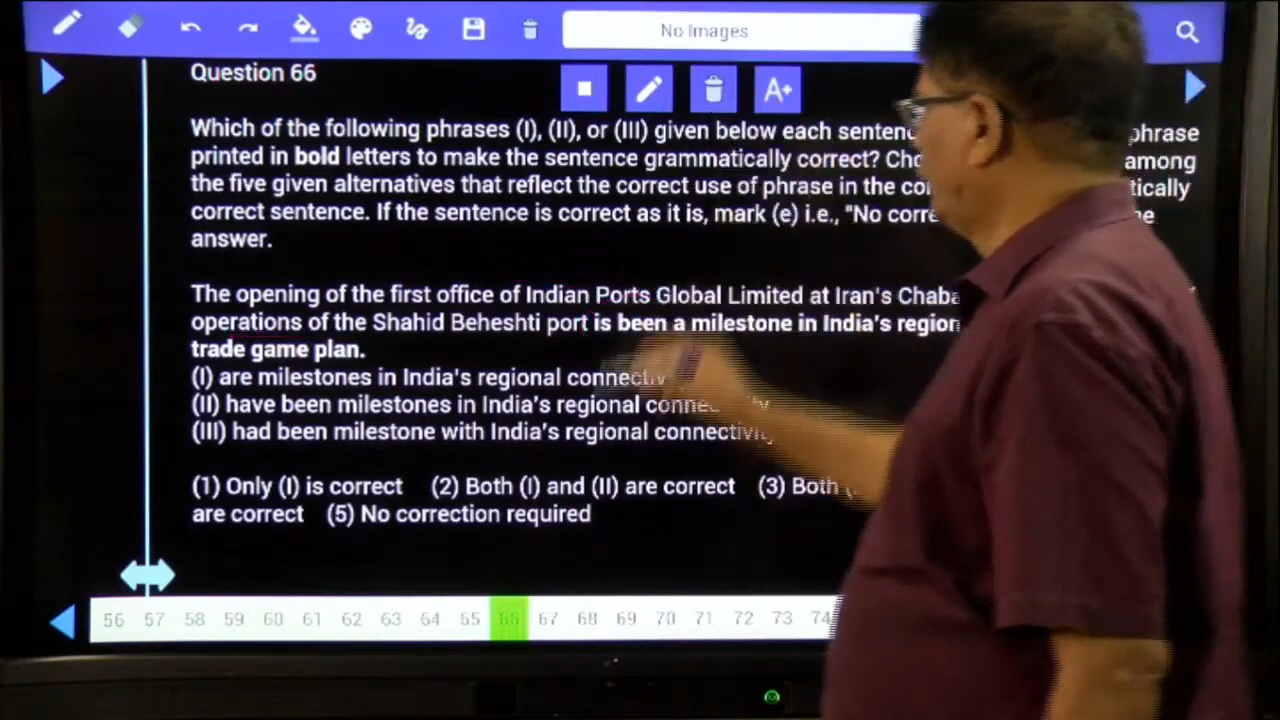 No Images
Question 66
A+
Which of the following phrases (I), (II), or (III) given below each phrase
printed in bold letters to make the sentence grammatically correct? among
the five given alternatives that reflect the correct use of phrase in the
correct sentence. If the sentence is correct as it is, mark (e) i.e., "No
answer.
The opening of the first office of Indian Ports Global Limited at Iran's
operations of the Shahid Beheshti port is been a milestone in India's
trade game plan.
(I) are milestones in India's regional
(II) have been milestones in India's regional
(III) had been milestone with India's regional
(1) Only (I) is correct (2) Both (I) and (II) are correct (3) Both
are correct (5) No correction required
56 57 58 59 60 61 62 63 64 65 66 67 68 69 70 71 72 73 74